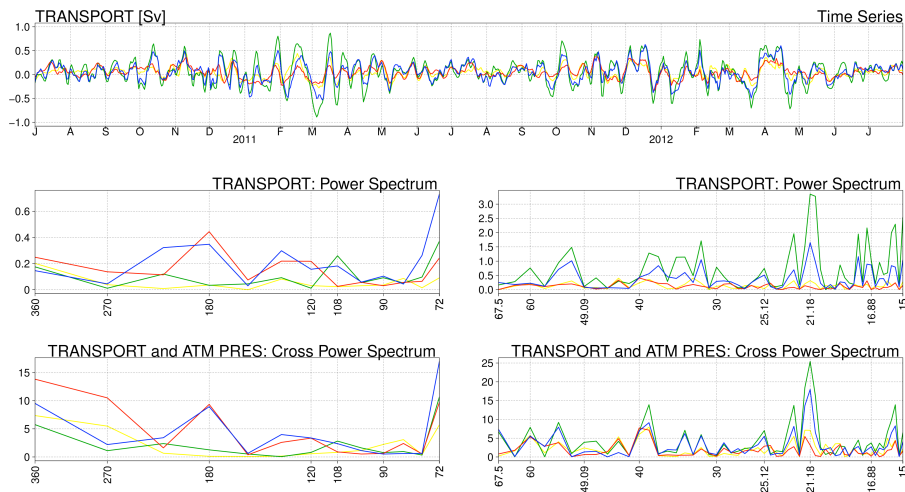 TRANSPORT [Sv] Time Series
1.0
0.5
0.0
−0.5
−1.0
J A S O N D F M A M J J A S O N D F M A M J J
2011 2012
TRANSPORT: Power Spectrum
0.6
0.4
0.2
0
360 270 180 120 108 90 72
TRANSPORT: Power Spectrum
3.0
2.5
2.0
1.5
1.0
0.5
0.0
67.5 60 49.09 40 30 25.12 21.18 16.88 15
TRANSPORT and ATM PRES: Cross Power Spectrum
15
10
5
0
360 270 180 120 108 90 72
TRANSPORT and ATM PRES: Cross Power Spectrum
25
20
15
10
5
0
67.5 60 49.09 40 30 25.12 21.18 16.88 15